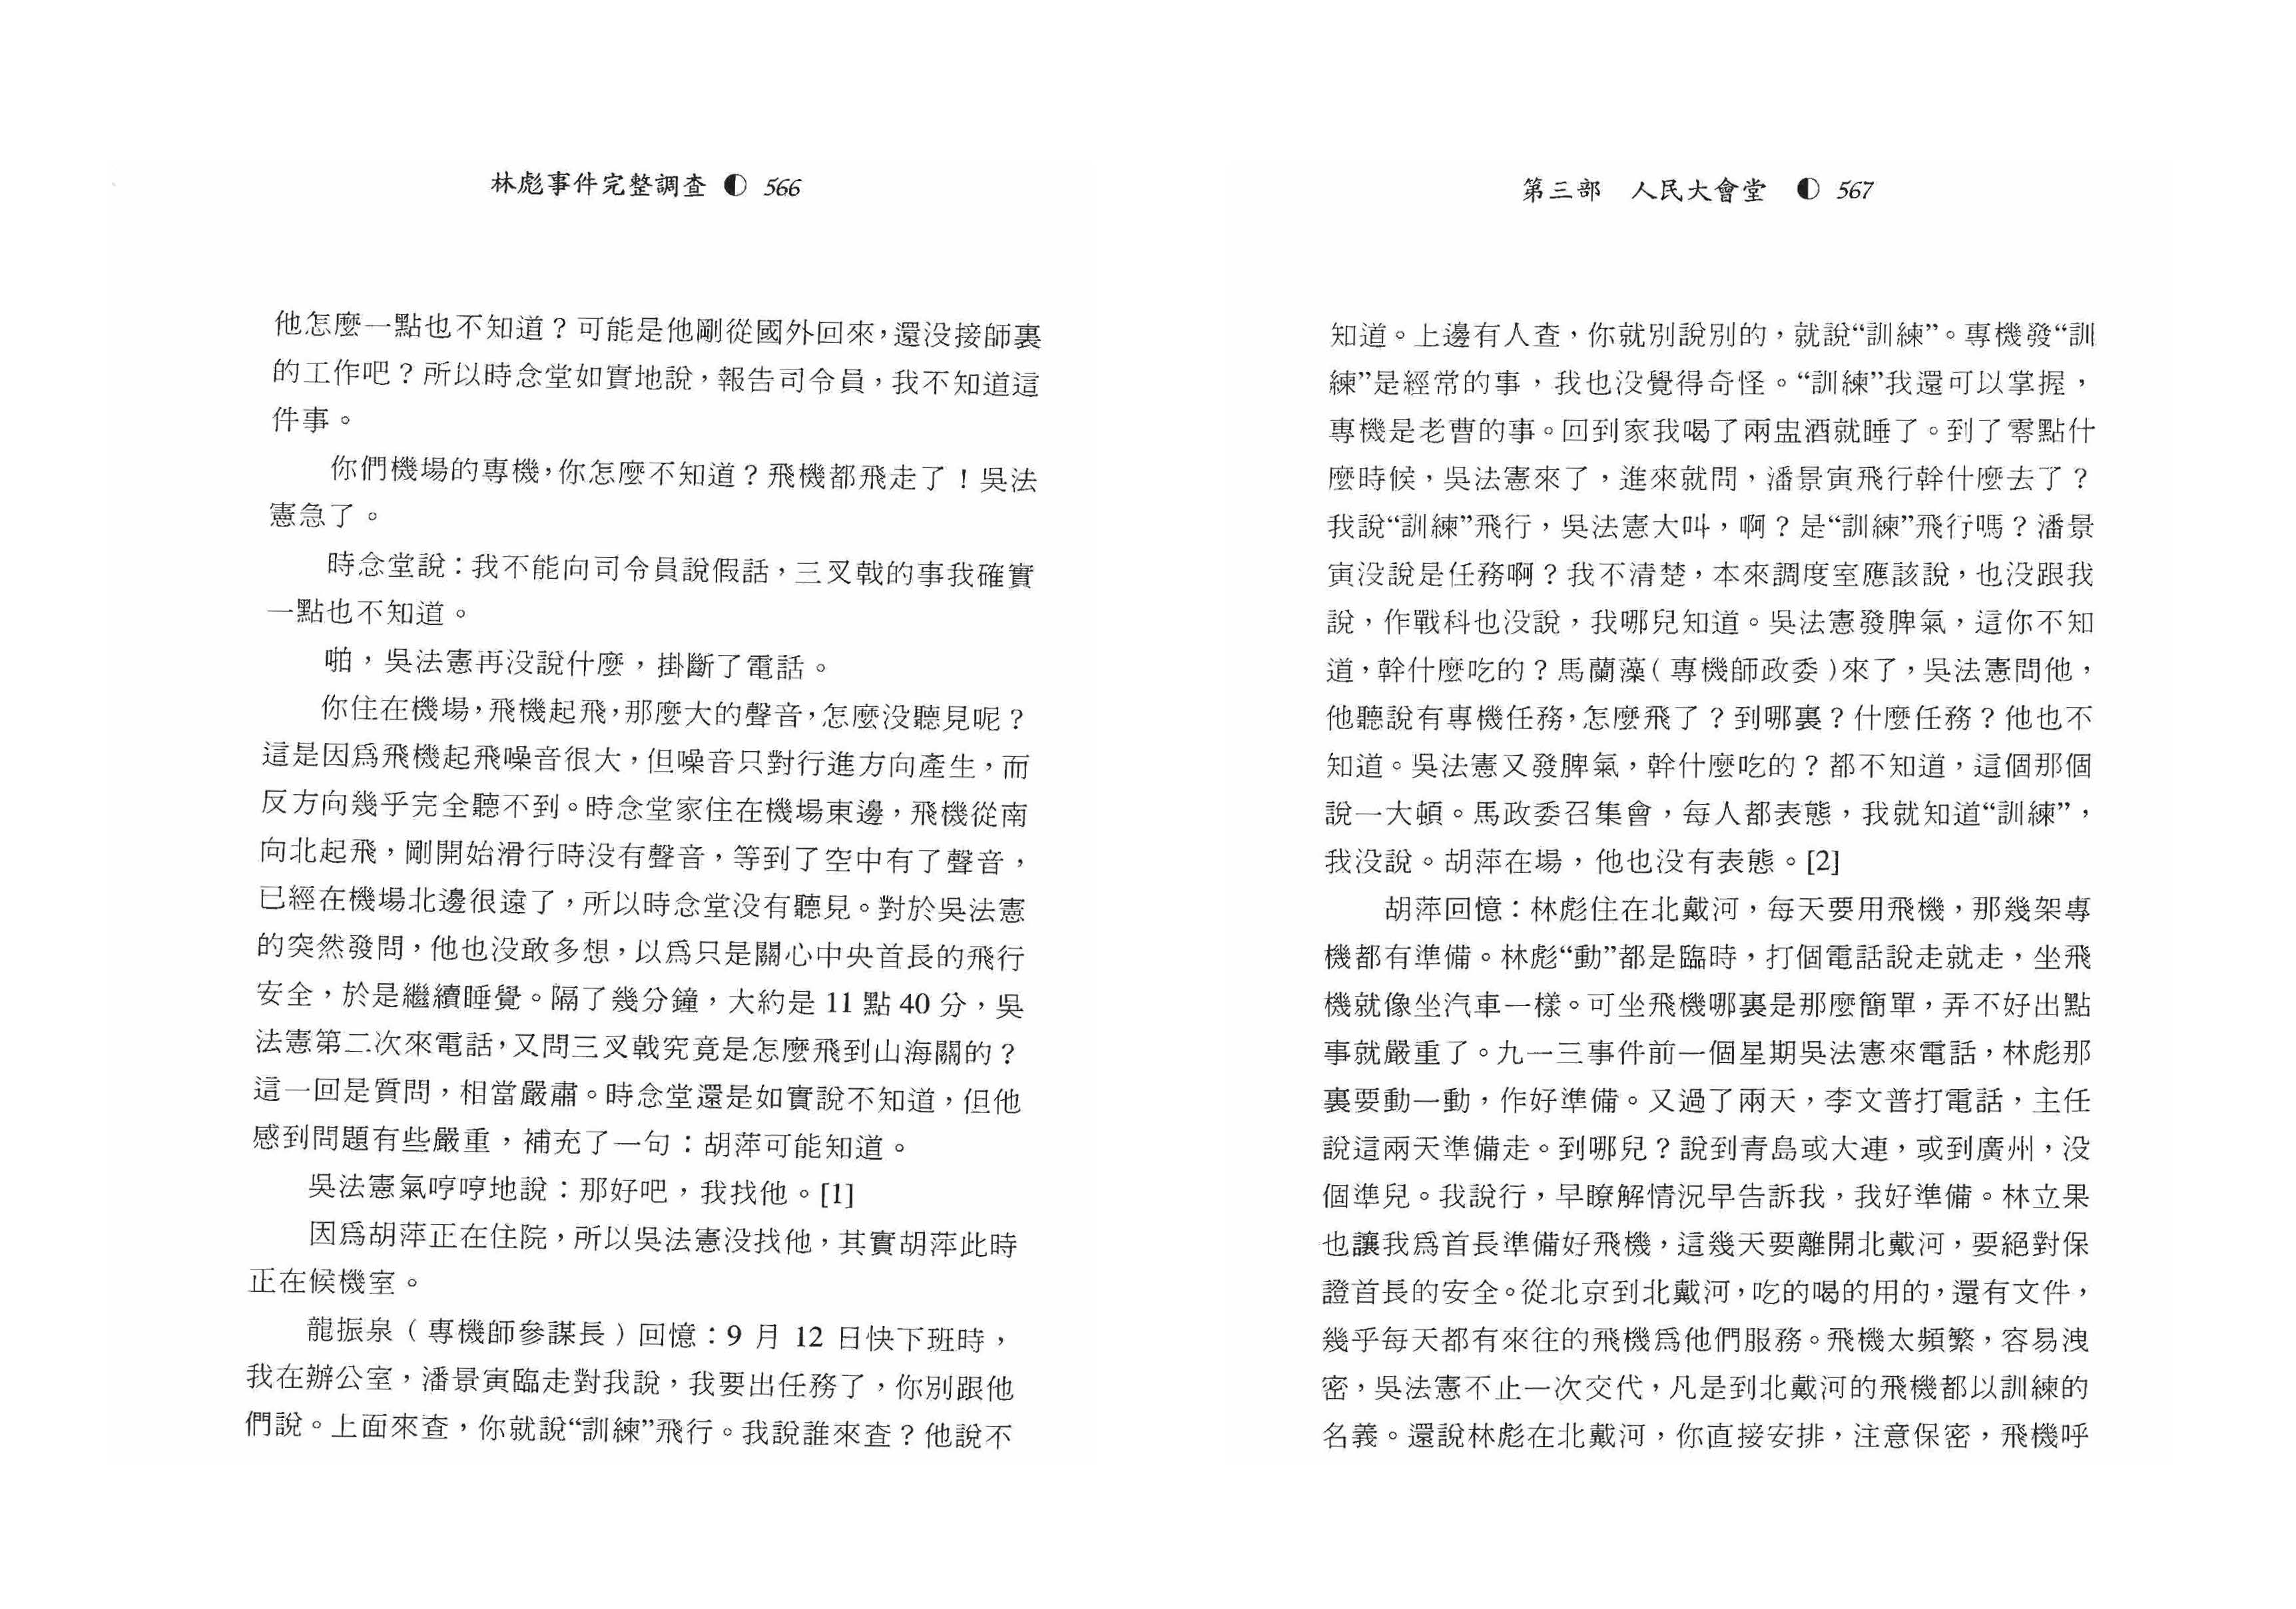 林彪事件完整調查 ◐ 566
他怎麼一點也不知道？可能是他剛從國外回來，還没接師裏
的工作吧？所以時念堂如實地說，報告司令員，我不知道這
件事。
你們機場的專機，你怎麼不知道？飛機都飛走了！吳法
憲急了。
時念堂說：我不能向司令員說假話，三叉戟的事我確實
一點也不知道。
啪，吳法憲再没說什麼，掛斷了電話。
你住在機場，飛機起飛，那麼大的聲音，怎麼没聽見呢？
這是因爲飛機起飛噪音很大，但噪音只對行進方向產生，而
反方向幾乎完全聽不到。時念堂家住在機場東邊，飛機從南
向北起飛，剛開始滑行時没有聲音，等到了空中有了聲音，
已經在機場北邊很遠了，所以時念堂没有聽見。對於吳法憲
的突然發問，他也没敢多想，以爲只是關心中央首長的飛行
安全，於是繼續睡覺。隔了幾分鐘，大約是 11 點 40 分，吳
法憲第二次來電話，又問三叉戟究竟是怎麼飛到山海關的？
這一回是質問，相當嚴肅。時念堂還是如實說不知道，但他
感到問題有些嚴重，補充了一句：胡萍可能知道。
吳法憲氣哼哼地說：那好吧，我找他。[1]
因爲胡萍正在住院，所以吳法憲没找他，其實胡萍此時
正在候機室。
龍振泉（專機師參謀長）回憶：9 月 12 日快下班時，
我在辦公室，潘景寅臨走對我說，我要出任務了，你別跟他
們說。上面來查，你就說“訓練”飛行。我說誰來查？他說不
第三部 人民大會堂 ◐ 567
知道。上邊有人查，你就別說別的，就說“訓練”。專機發“訓
練”是經常的事，我也没覺得奇怪。“訓練”我還可以掌握，
專機是老曹的事。回到家我喝了兩盅酒就睡了。到了零點什
麼時候，吳法憲來了，進來就問，潘景寅飛行幹什麼去了？
我說“訓練”飛行，吳法憲大叫，啊？是“訓練”飛行嗎？潘景
寅没說是任務啊？我不清楚，本來調度室應該說，也没跟我
說，作戰科也没說，我哪兒知道。吳法憲發脾氣，這你不知
道，幹什麼吃的？馬蘭藻（專機師政委）來了，吳法憲問他，
他聽說有專機任務，怎麼飛了？到哪裏？什麼任務？他也不
知道。吳法憲又發脾氣，幹什麼吃的？都不知道，這個那個
說一大頓。馬政委召集會，每人都表態，我就知道“訓練”，
我没說。胡萍在場，他也没有表態。[2]
胡萍回憶：林彪住在北戴河，每天要用飛機，那幾架專
機都有準備。林彪“動”都是臨時，打個電話說走就走，坐飛
機就像坐汽車一樣。可坐飛機哪裏是那麼簡單，弄不好出點
事就嚴重了。九一三事件前一個星期吳法憲來電話，林彪那
裏要動一動，作好準備。又過了兩天，李文普打電話，主任
說這兩天準備走。到哪兒？說到青島或大連，或到廣州，没
個準兒。我說行，早瞭解情況早告訴我，我好準備。林立果
也讓我爲首長準備好飛機，這幾天要離開北戴河，要絕對保
證首長的安全。從北京到北戴河，吃的喝的用的，還有文件，
幾乎每天都有來往的飛機爲他們服務。飛機太頻繁，容易洩
密，吳法憲不止一次交代，凡是到北戴河的飛機都以訓練的
名義。還說林彪在北戴河，你直接安排，注意保密，飛機呼